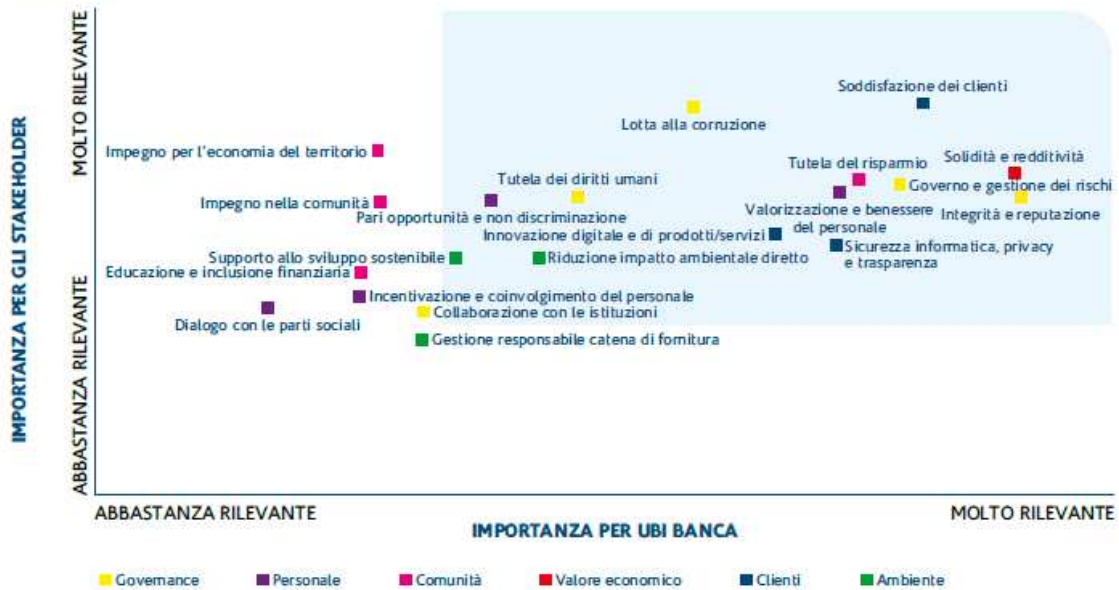 IMPORTANZA PER GLI STAKEHOLDER
MOLTO RILEVANTE
ABBASTANZA RILEVANTE
Soddisfazione dei clienti
Lotta alla corruzione
Impegno per l'economia del territorio
Solidità e redditività
Tutela del risparmio
Tutela dei diritti umani
Governo e gestione dei rischi
Impegno nella comunità
Pari opportunità e non discriminazione
Valorizzazione e benessere
del personale
Integrità e reputazione
Innovazione digitale e di prodotti/servizi
Sicurezza informatica, privacy
e trasparenza
Supporto allo sviluppo sostenibile
Riduzione impatto ambientale diretto
Educazione e inclusione finanziaria
Incentivazione e coinvolgimento del personale
Dialogo con le parti sociali
Collaborazione con le istituzioni
Gestione responsabile catena di fornitura
ABBASTANZA RILEVANTE
MOLTO RILEVANTE
IMPORTANZA PER UBI BANCA
Governance
Personale
Comunità
Valore economico
Clienti
Ambiente